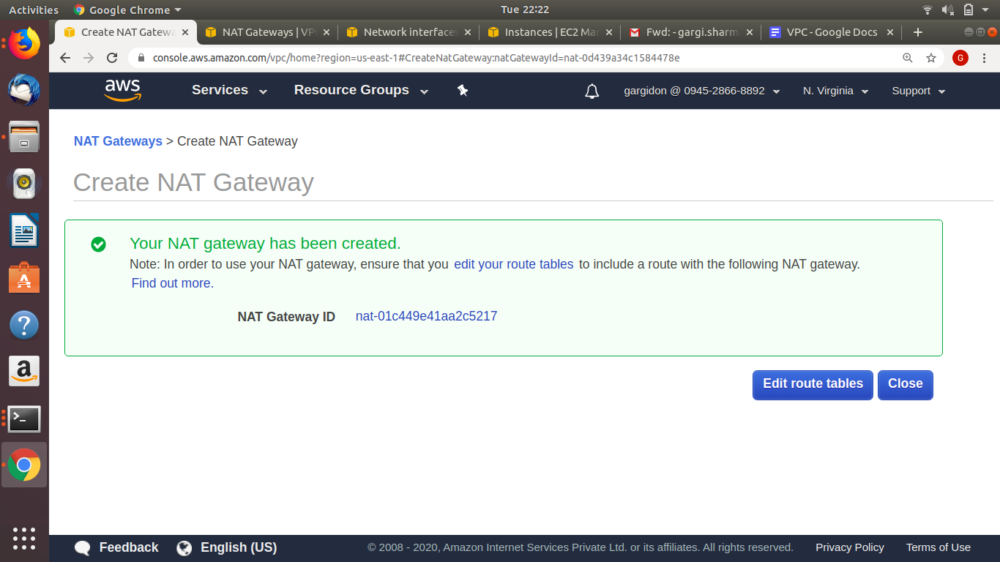 Activities Google Chrome Tue 22:22
Create NAT Gatewa NAT Gateways | VP Network interfaces Instances | EC2 Mar Fwd: - gargi.sharm VPC - Google Docs
console.aws.amazon.com/vpc/home?region=us-east-1#CreateNatGateway:natGatewayId=nat-0d439a34c1584478e G
aws Services Resource Groups gargidon @ 0945-2866-8892 N. Virginia Support
NAT Gateways > Create NAT Gateway
Create NAT Gateway
Your NAT gateway has been created.
Note: In order to use your NAT gateway, ensure that you edit your route tables to include a route with the following NAT gateway.
Find out more.
NAT Gateway ID nat-01c449e41aa2c5217
Edit route tables Close
Feedback English (US) © 2008 - 2020, Amazon Internet Services Private Ltd. or its affiliates. All rights reserved. Privacy Policy Terms of Use